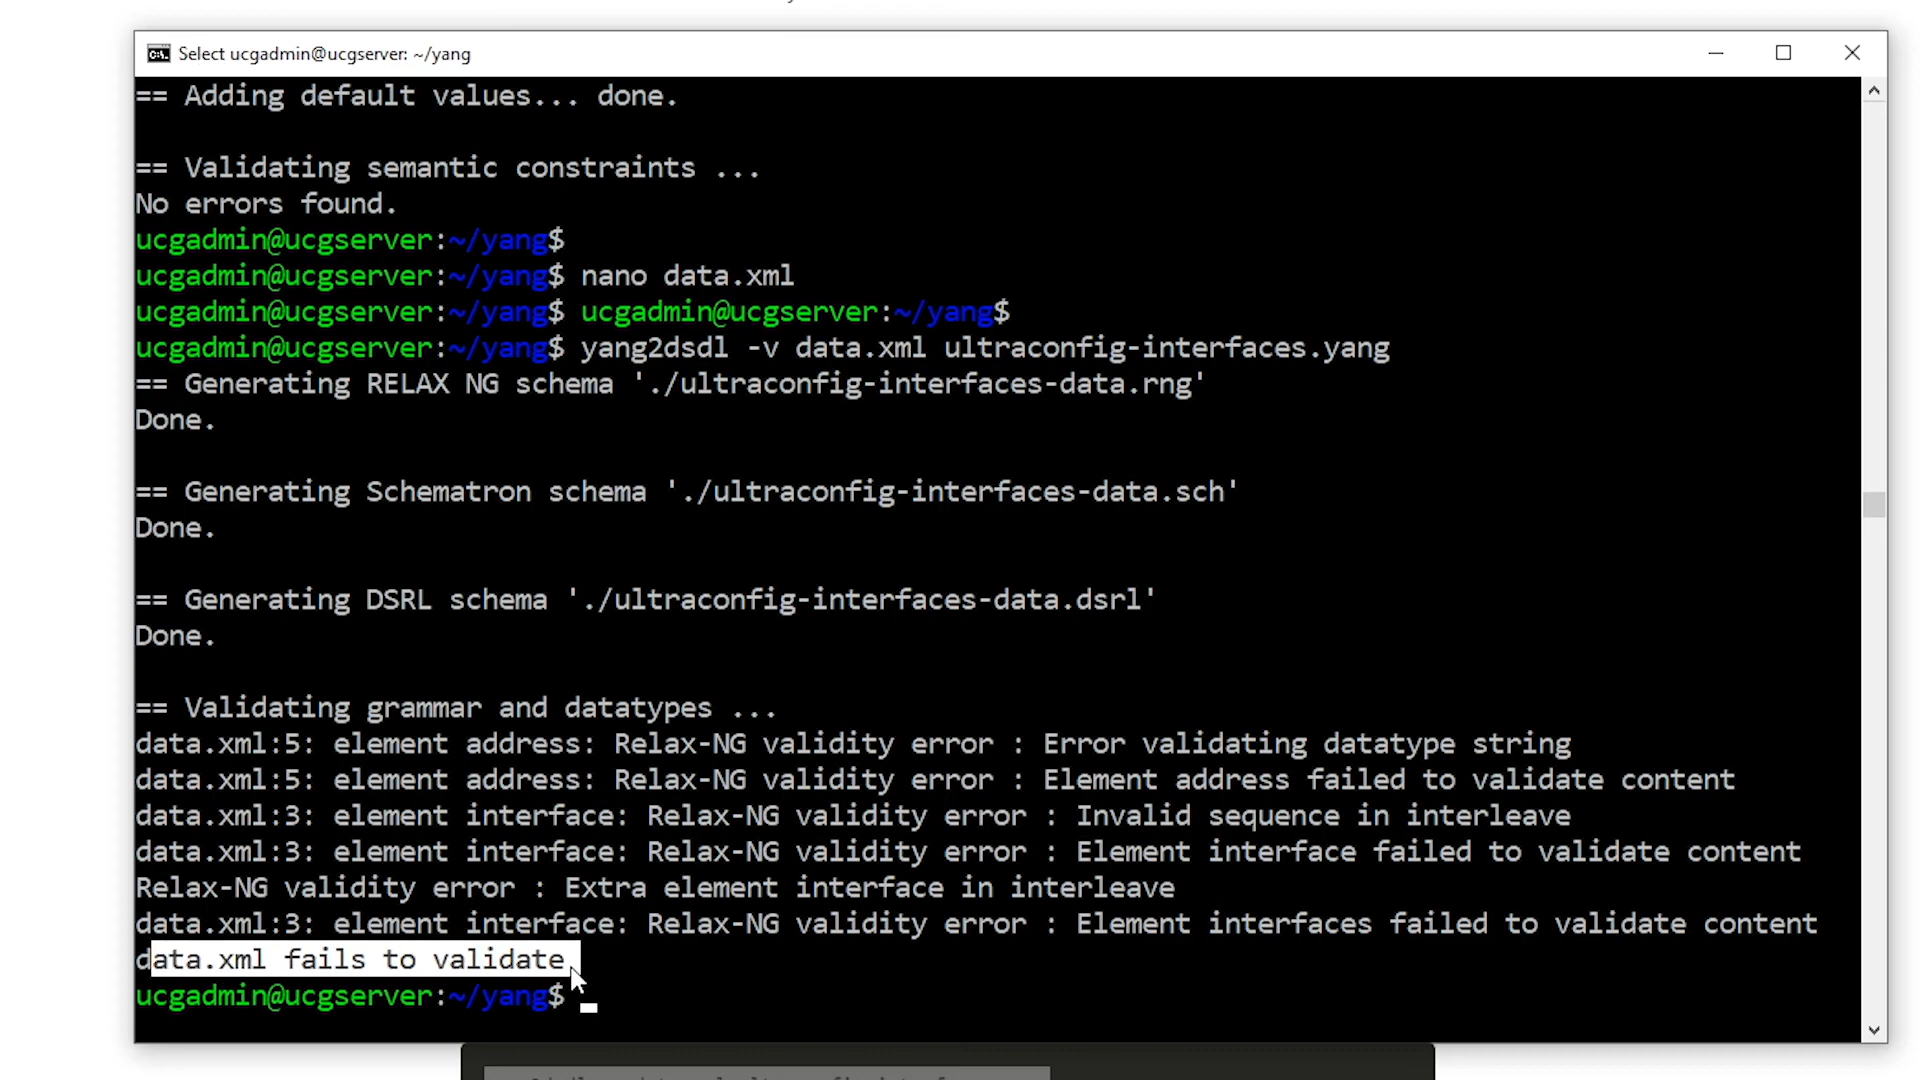 Select ucgadmin@ucgserver: ~/yang
== Adding default values... done.
== Validating semantic constraints ...
No errors found.
ucgadmin@ucgserver:~/yang$
ucgadmin@ucgserver:~/yang$ nano data.xml
ucgadmin@ucgserver:~/yang$ ucgadmin@ucgserver:~/yang$
ucgadmin@ucgserver:~/yang$ yang2dsdl -v data.xml ultraconfig-interfaces.yang
== Generating RELAX NG schema './ultraconfig-interfaces-data.rng'
Done.
== Generating Schematron schema './ultraconfig-interfaces-data.sch'
Done.
== Generating DSRL schema './ultraconfig-interfaces-data.dsrl'
Done.
== Validating grammar and datatypes ...
data.xml:5: element address: Relax-NG validity error : Error validating datatype string
data.xml:5: element address: Relax-NG validity error : Element address failed to validate content
data.xml:3: element interface: Relax-NG validity error : Invalid sequence in interleave
data.xml:3: element interface: Relax-NG validity error : Element interface failed to validate content
Relax-NG validity error : Extra element interface in interleave
data.xml:3: element interface: Relax-NG validity error : Element interfaces failed to validate content
data.xml fails to validate
ucgadmin@ucgserver:~/yang$